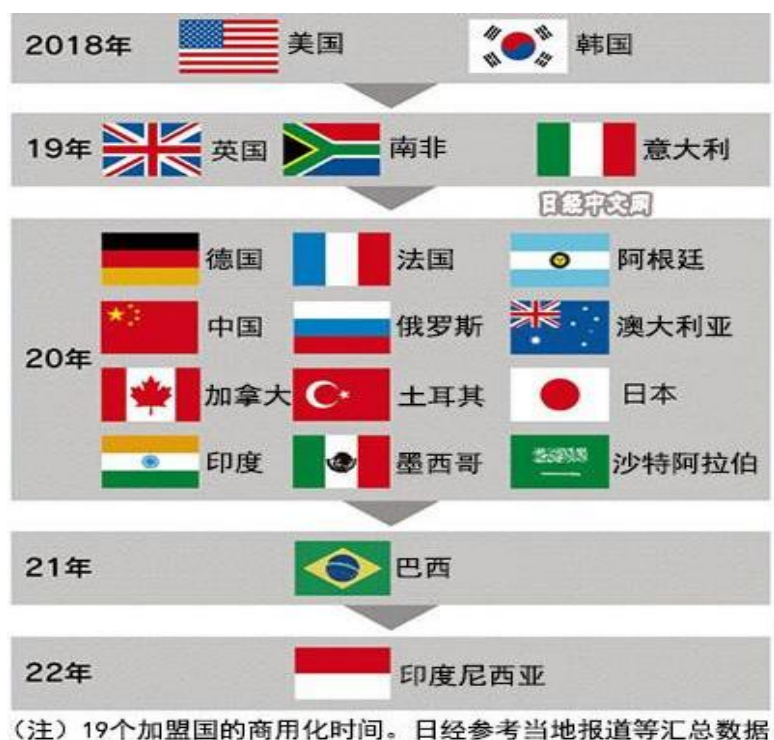 2018年 美国 韩国
19年 英国 南非 意大利
日经中文网
德国 法国 阿根廷
中国 俄罗斯 澳大利亚
20年
加拿大 土耳其 日本
印度 墨西哥 沙特阿拉伯
21年 巴西
22年 印度尼西亚
（注）19个加盟国的商用化时间。日经参考当地报道等汇总数据